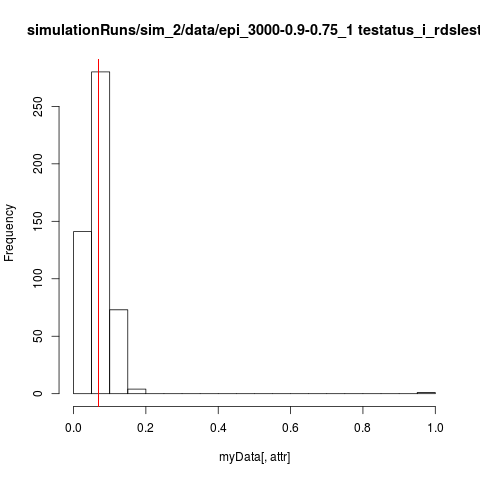 simulationRuns/sim_2/data/epi_3000-0.9-0.75_1 testatus_i_rdslest
Frequency
250
200
150
100
50
0
0.0 0.2 0.4 0.6 0.8 1.0
myData[, attr]